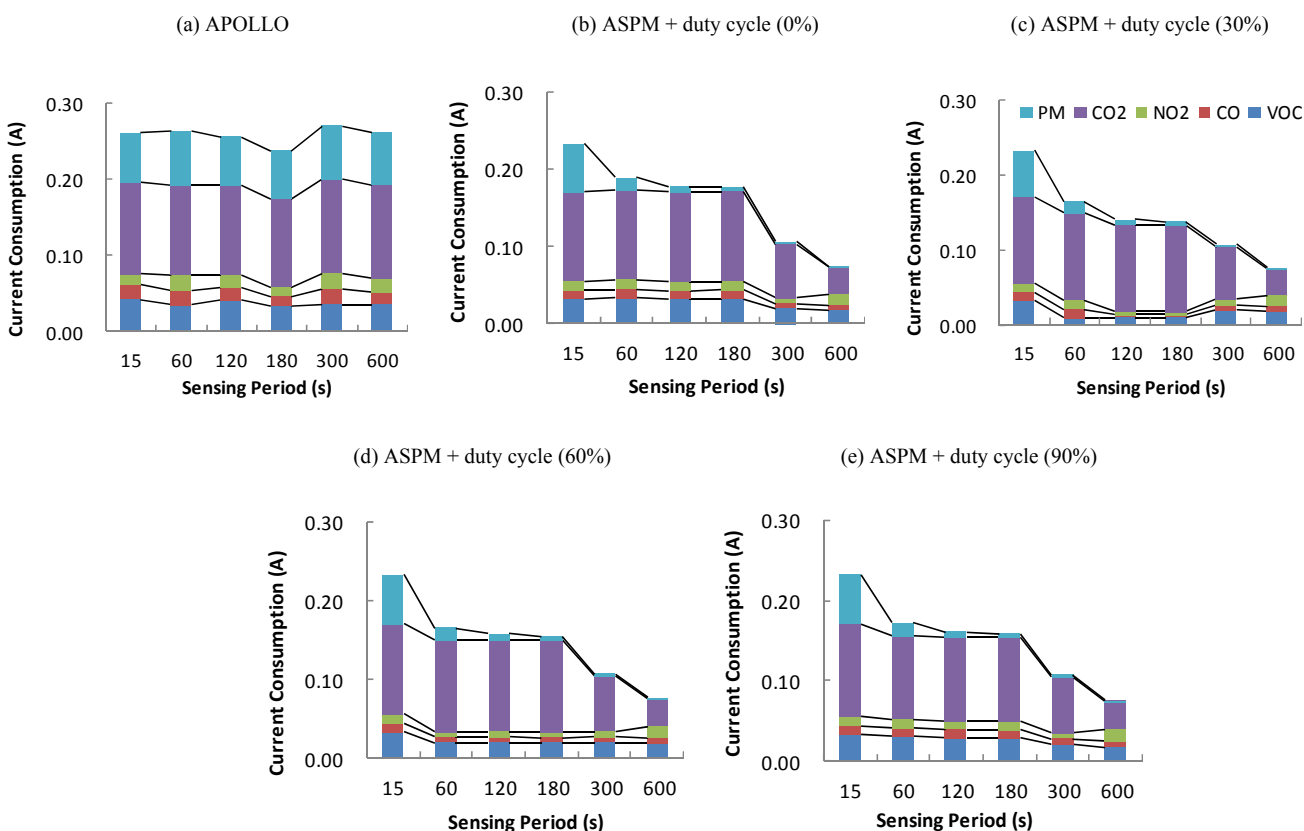 (a) APOLLO
(b) ASPM + duty cycle (0%)
(c) ASPM + duty cycle (30%)
Current Consumption (A)
0.30
0.20
0.10
0.00
15 60 120 180 300 600
Sensing Period (s)
Current Consumption (A)
0.30
0.20
0.10
0.00
15 60 120 180 300 600
Sensing Period (s)
Current Consumption (A)
0.30
0.20
0.10
0.00
PM CO2 NO2 CO VOC
15 60 120 180 300 600
Sensing Period (s)
(d) ASPM + duty cycle (60%)
(e) ASPM + duty cycle (90%)
Current Consumption (A)
0.30
0.20
0.10
0.00
15 60 120 180 300 600
Sensing Period (s)
Current Consumption (A)
0.30
0.20
0.10
0.00
15 60 120 180 300 600
Sensing Period (s)